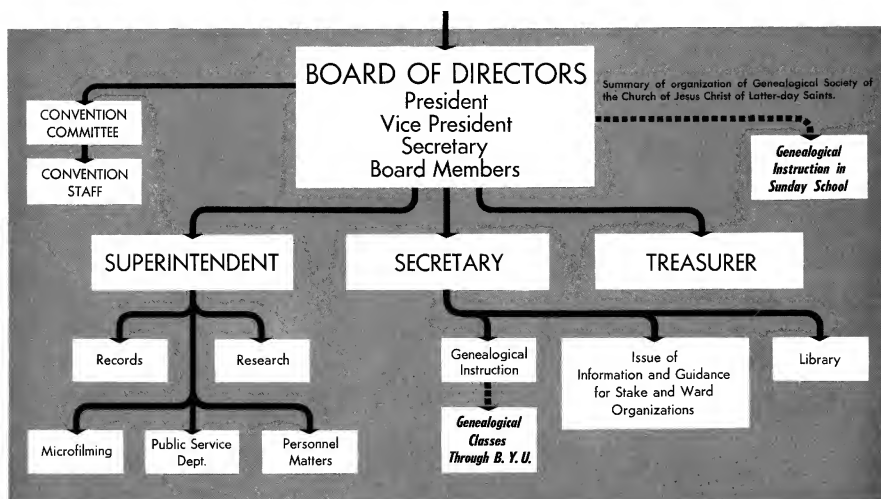 BOARD OF DIRECTORS
President
Vice President
Secretary
Board Members
Summary of organization of Genealogical Society of
the Church of Jesus Christ of Latter-day Saints.
CONVENTION
COMMITTEE
CONVENTION
STAFF
Genealogical
Instruction in
Sunday School
SUPERINTENDENT
SECRETARY
TREASURER
Records
Research
Genealogical
Instruction
Issue of
Information and Guidance
for Stake and Ward
Organizations
Library
Microfilming
Public Service
Dept.
Personnel
Matters
Genealogical
Classes
Through B. Y. U.